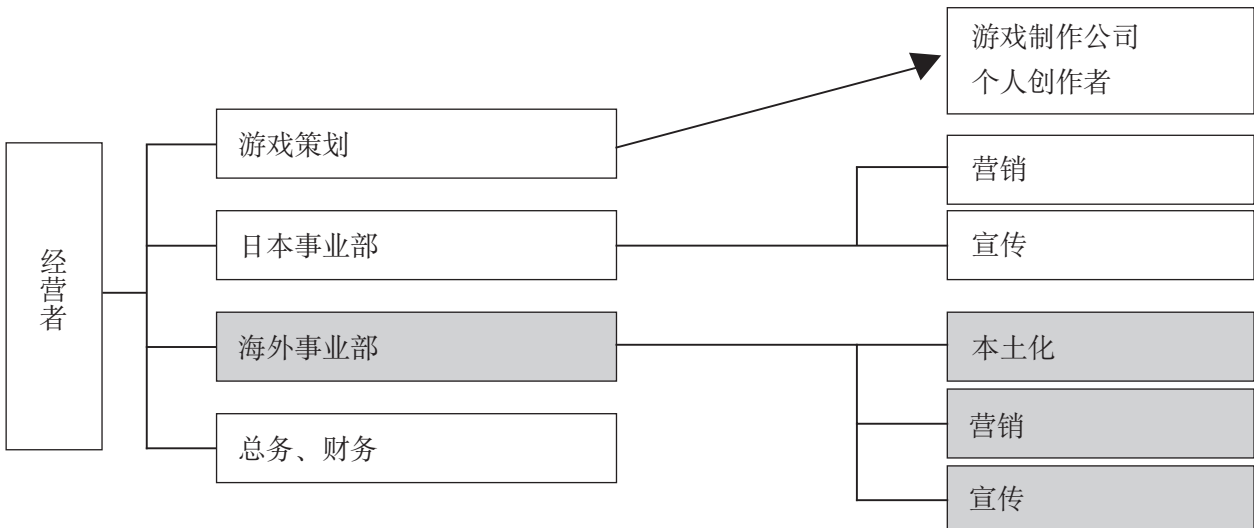 游戏制作公司
个人创作者
游戏策划
营销
日本事业部
宣传
经营者
海外事业部
本土化
营销
总务、财务
宣传